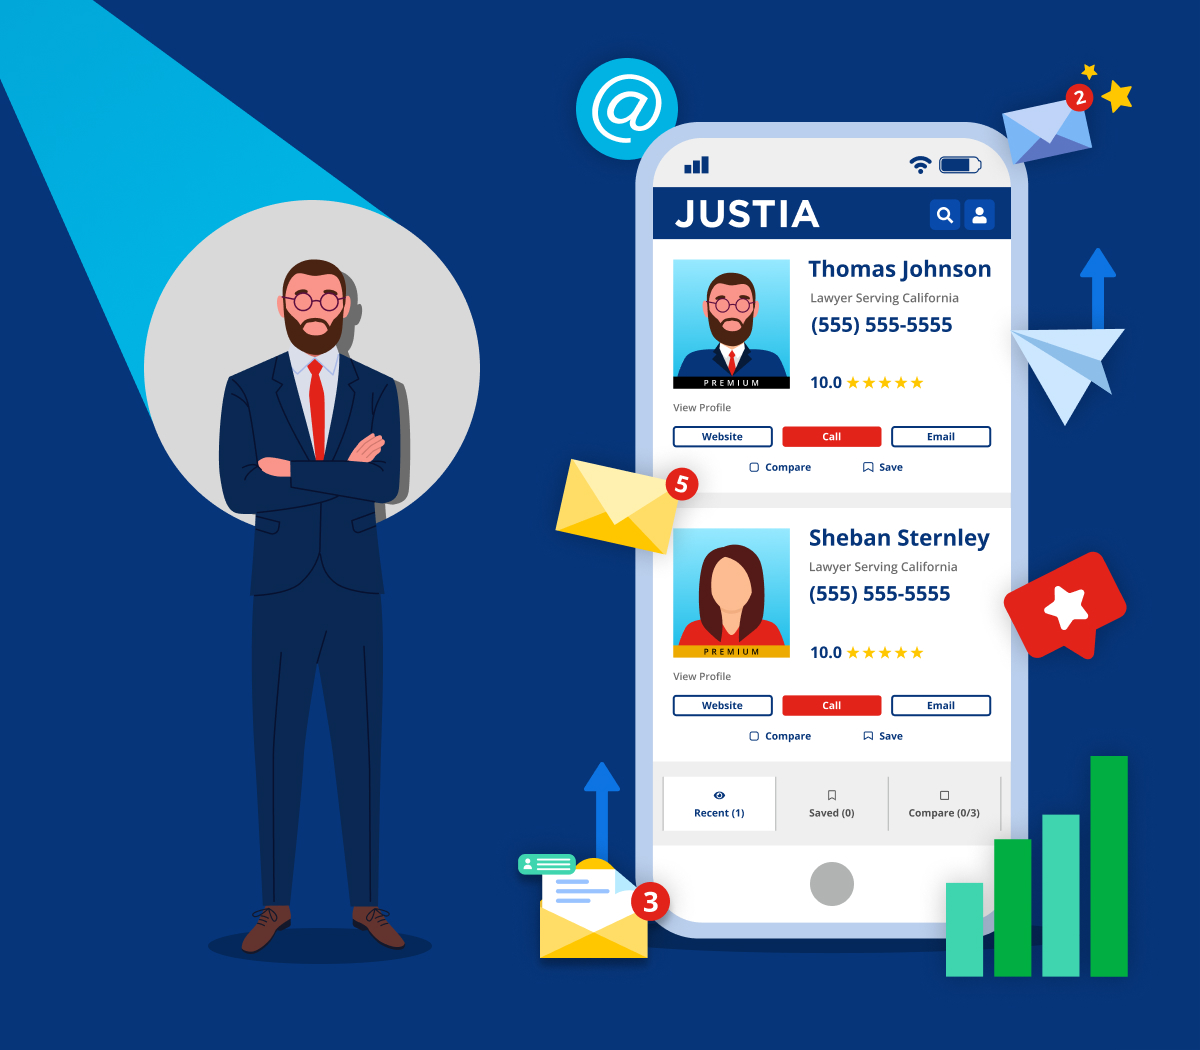 @
2
JUSTIA
Thomas Johnson
Lawyer Serving California
(555) 555-5555
10.0
PREMIUM
View Profile
Website Call Email
Compare Save
5
Sheban Sternley
Lawyer Serving California
(555) 555-5555
10.0
PREMIUM
View Profile
Website Call Email
Compare Save
Recent (1) Saved (0) Compare (0/3)
3